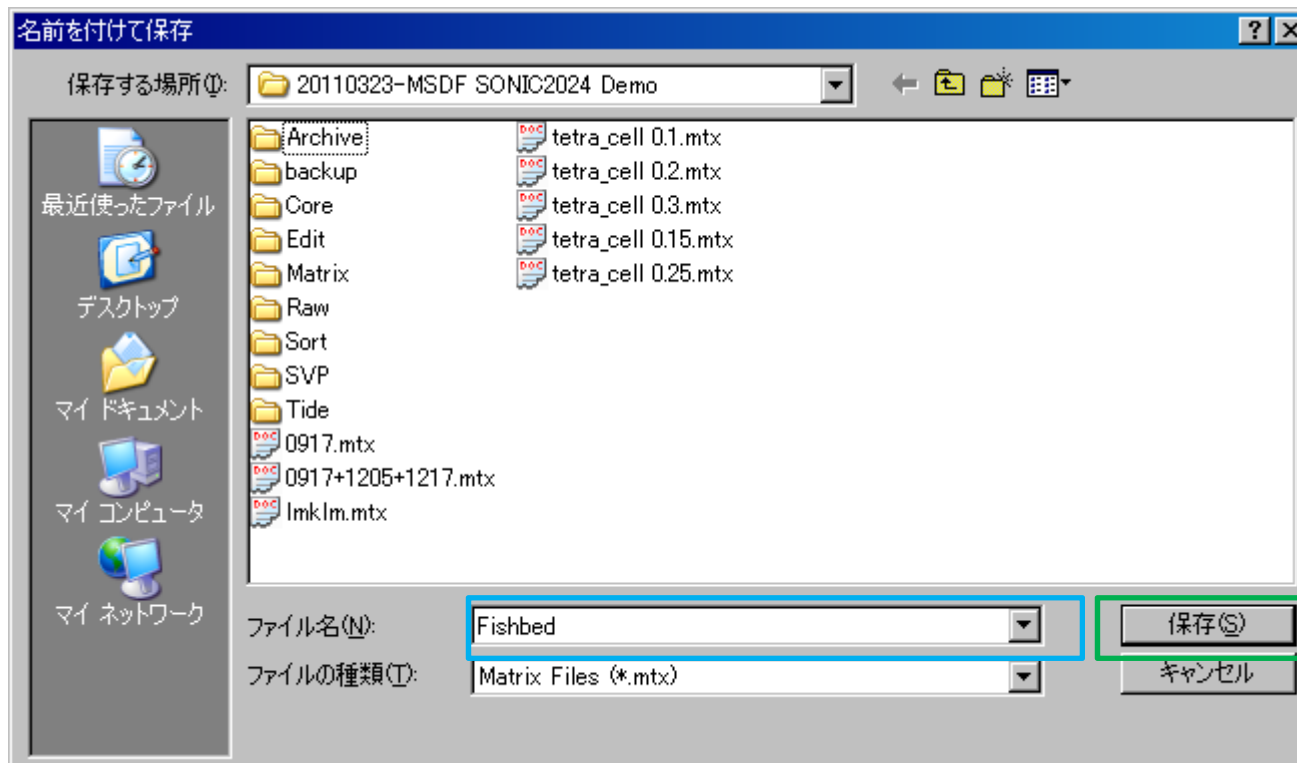 名前を付けて保存
保存する場所(I):
20110323-MSDF SONIC2024 Demo
最近使ったファイル
デスクトップ
マイ ドキュメント
マイ コンピュータ
マイ ネットワーク
Archive
backup
Core
Edit
Matrix
Raw
Sort
SVP
Tide
0917.mtx
0917+1205+1217.mtx
lmklm.mtx
tetra_cell 0.1.mtx
tetra_cell 0.2.mtx
tetra_cell 0.3.mtx
tetra_cell 0.15.mtx
tetra_cell 0.25.mtx
ファイル名(N):
Fishbed
保存(S)
ファイルの種類(T):
Matrix Files (*.mtx)
キャンセル